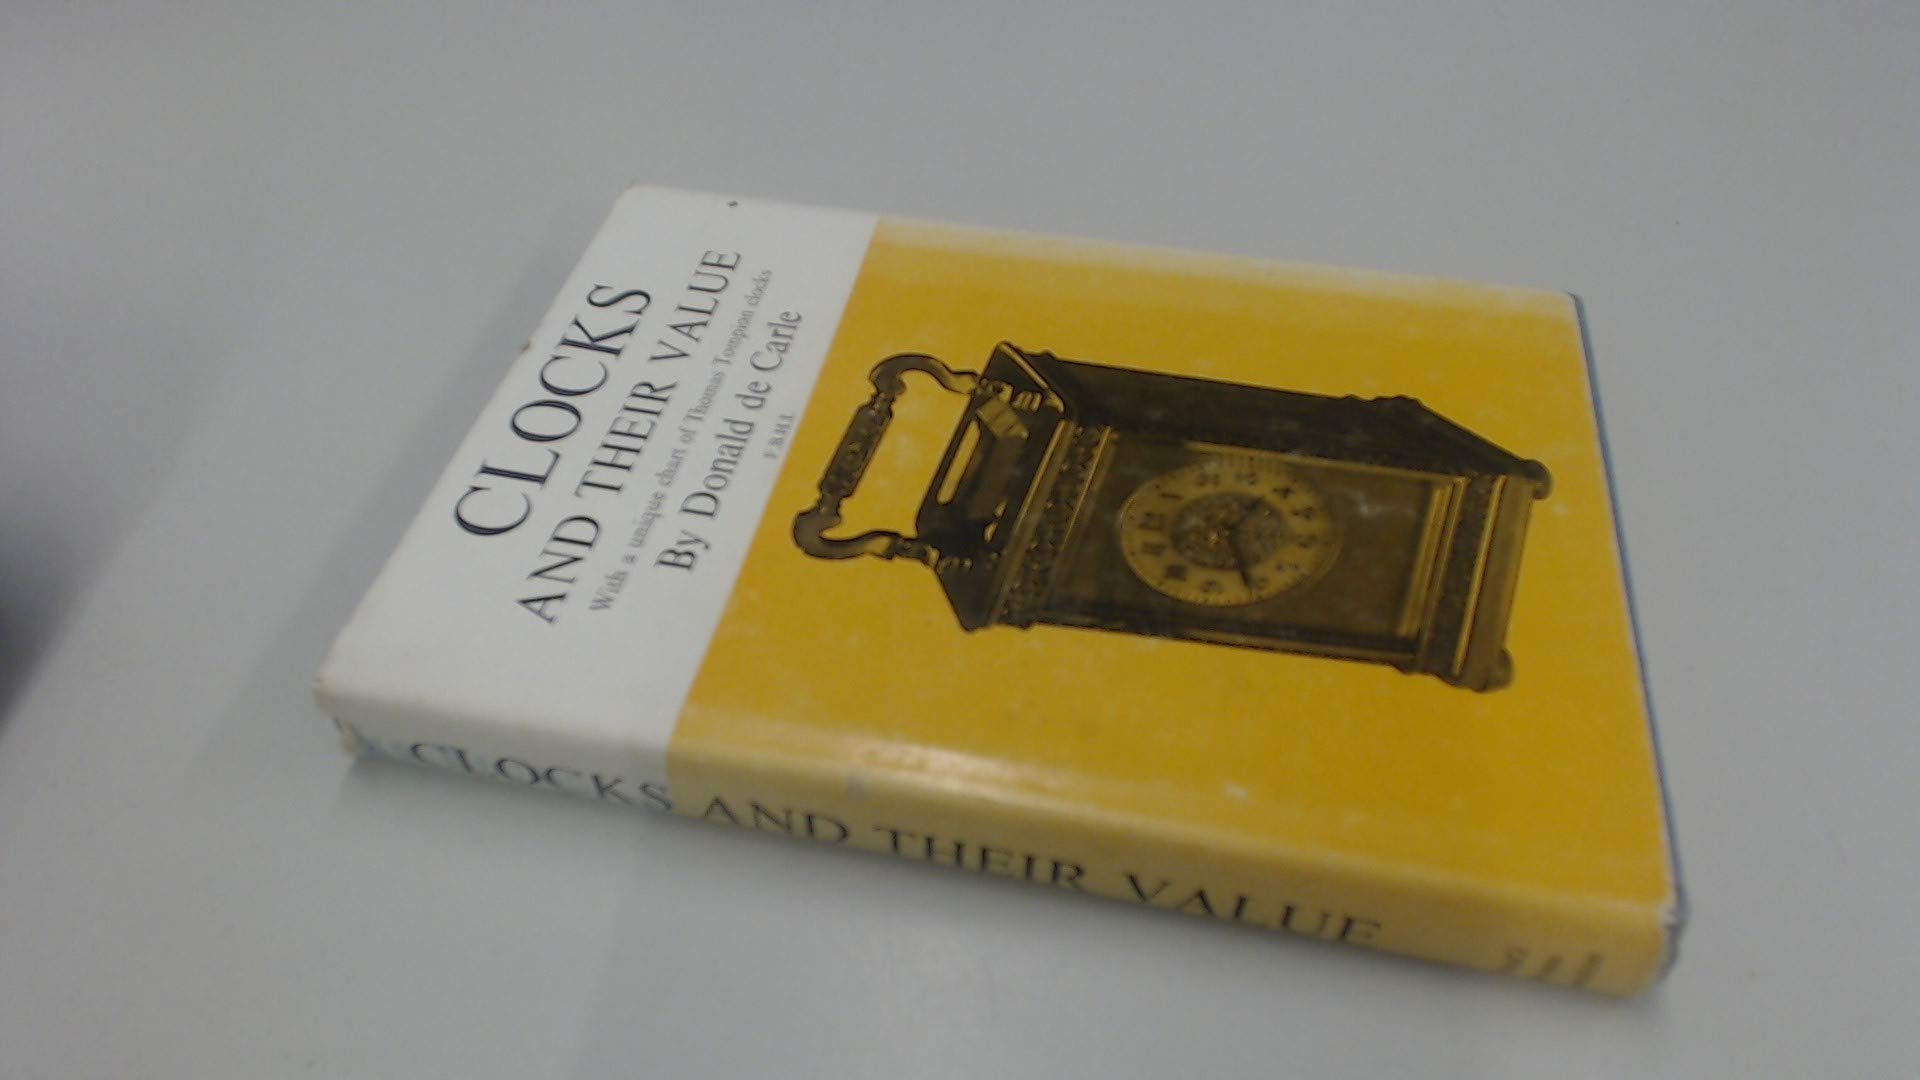 CLOCKS
AND THEIR VALUE
With a unique chart of Thomas Tompion clocks
By Donald de Carle
F.B.H.I.
CLOCKS AND THEIR VALUE